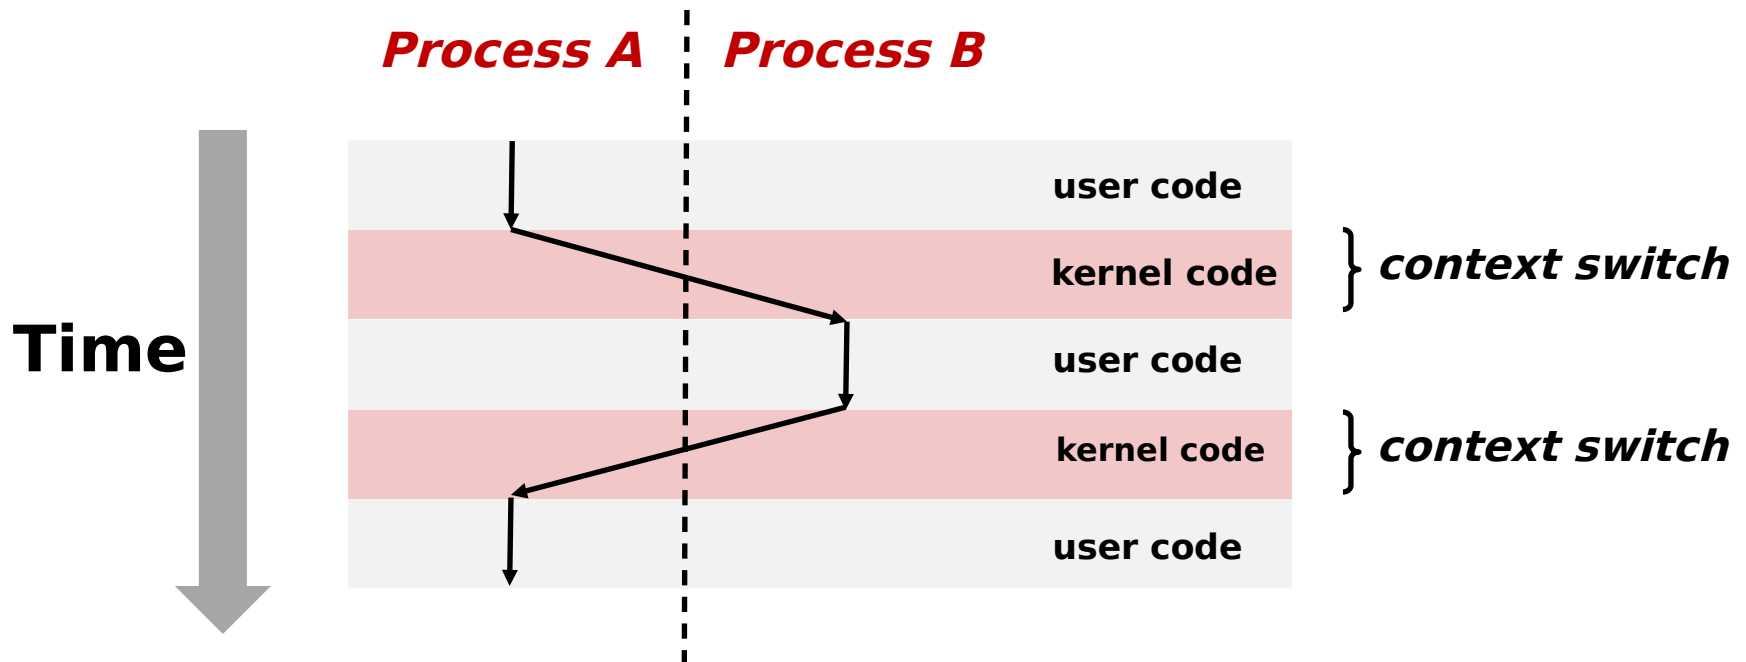 Process A
Process B
user code
kernel code
context switch
Time
user code
kernel code
context switch
user code